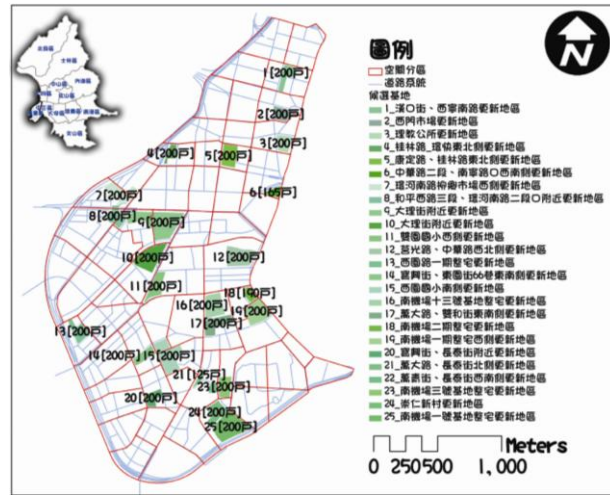 圖例
空間分區
道路系統
候選基地
1_漢口街、西寧南路更新地區
2_西門市場更新地區
3_理教公所更新地區
4_桂林路、環快東北側更新地區
5_康定路、桂林路東北側更新地區
6_中華路二段、南寧路口西南側更新地區
7_環河南路停車市場西側更新地區
8_和平西路三段、環河南路二段口附近更新地區
9_大理街附近更新地區
10_大理街附近更新地區
11_雙園國小西側更新地區
12_莒光路、中華路西北側更新地區
13_西園路一期整宅更新地區
14_寶興街、東園街66巷東南側更新地區
15_西園國小南側更新地區
16_南機場十三號基地整宅更新地區
17_萬大路、雙和街東南側更新地區
18_南機場二期整宅更新地區
19_南機場一期整宅西側更新地區
20_寶興街、長泰街附近更新地區
21_萬大路、長泰街北側更新地區
22_萬壽街、長泰街西南側更新地區
23_南機場三號基地整宅更新地區
24_崇仁新村更新地區
25_南機場一號基地整宅更新地區
Meters
0 250500 1,000
N
士林區
內湖區
中山區
文山區
1 [200戶]
2 [200戶]
3 [200戶]
4 [200戶]
5 [200戶]
6 [165戶]
7 [200戶]
8 [200戶]
9 [200戶]
10 [200戶]
12 [200戶]
11 [200戶]
18 [190戶]
16 [200戶]
19 [200戶]
17 [200戶]
13 [200戶]
14 [200戶]
15 [200戶]
21 [125戶]
23 [200戶]
20 [200戶]
24 [200戶]
25 [200戶]